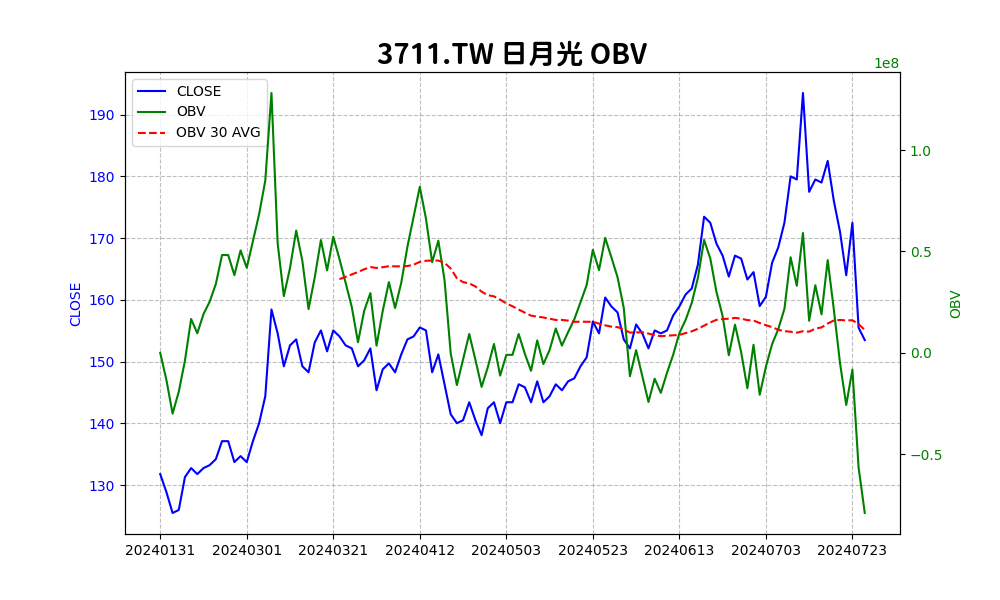 3711.TW 日月光 OBV
1e8
CLOSE
OBV
OBV 30 AVG
190
180
170
160
150
140
130
CLOSE
1.0
0.5
0.0
−0.5
OBV
20240131 20240301 20240321 20240412 20240503 20240523 20240613 20240703 20240723